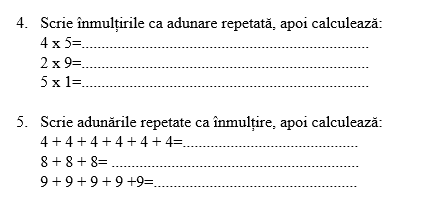 4. Scrie înmulțirile ca adunare repetată, apoi calculează:
4 x 5=......................................................................
2 x 9=......................................................................
5 x 1=......................................................................
5. Scrie adunările repetate ca înmulțire, apoi calculează:
4 + 4 + 4 + 4 + 4 + 4=...........................................
8 + 8 + 8= .............................................................
9 + 9 + 9 + 9 +9=..................................................